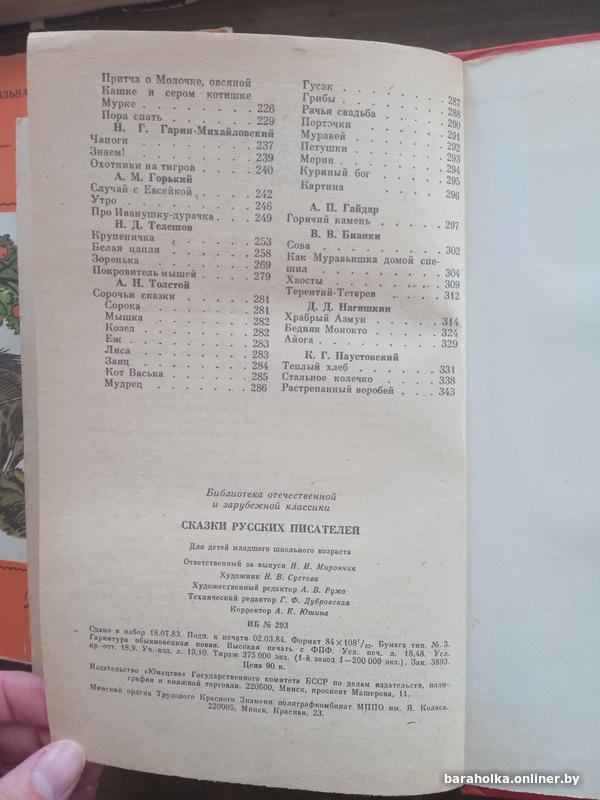 Притча о Молочке, овсяной
Кашке и сером котишке
Мурке . . . . . . . . 226
Пора спать . . . . . . . 229
Н. Г. Гарин-Михайловский
Чапоги . . . . . . . . 237
Знаем! . . . . . . . . 239
Охотники на тигров . . . . 240
А. М. Горький
Случай с Евсейкой . . . . 242
Утро . . . . . . . . 246
Про Иванушку-дурачка . . . 249
Н. Д. Телешов
Крупеничка . . . . . . 253
Белая цапля . . . . . . 258
Зоренька . . . . . . . 269
Покровитель мышей . . . . 279
А. Н. Толстой
Сорочьи сказки . . . . . 281
Сорока . . . . . . . 281
Мышка . . . . . . . 282
Козел . . . . . . . 282
Еж . . . . . . . . 283
Лиса . . . . . . . 283
Заяц . . . . . . . 284
Кот Васька . . . . . . 285
Мудрец . . . . . . . 286
Гусак . . . . . . . . 287
Грибы . . . . . . . . 288
Рачья свадьба . . . . . . 290
Порточки . . . . . . . 291
Муравей . . . . . . . 292
Петушки . . . . . . . 293
Мерин . . . . . . . . 294
Куриный бог . . . . . . 295
Картина . . . . . . . 296
А. П. Гайдар
Горячий камень . . . . . 297
В. В. Бианки
Сова . . . . . . . . 302
Как Муравьишка домой спе-
шил . . . . . . . . 304
Хвосты . . . . . . . 309
Терентий-Тетерев . . . . . 312
Д. Д. Нагишкин
Храбрый Азмун . . . . . 314
Бедняк Монокто . . . . . 324
Айога . . . . . . . . 329
К. Г. Паустовский
Теплый хлеб . . . . . . 331
Стальное колечко . . . . . 338
Растрепанный воробей . . . . 343
Библиотека отечественной
и зарубежной классики
СКАЗКИ РУССКИХ ПИСАТЕЛЕЙ
Для детей младшего школьного возраста
Ответственный за выпуск Н. И. Мирончик
Художник Н. В. Сустова
Художественный редактор А. В. Ружо
Технический редактор Г. Ф. Дубровская
Корректор А. К. Юшина
ИБ № 293
Сдано в набор 18.07.83. Подп. к печати 02.03.84. Формат 84×108¹/₃₂. Бумага тип. № 3.
Гарнитура обыкновенная новая. Высокая печать с ФПФ. Усл. печ. л. 18,48. Усл.
кр.-отт. 18,9. Уч.-изд. л. 19,10. Тираж 375 000 экз. (1-й завод 1—200 000 экз.). Зак. 3893.
Цена 90 к.
Издательство «Юнацтва» Государственного комитета БССР по делам издательств, поли-
графии и книжной торговли. 220600, Минск, проспект Машерова, 11.
Минский ордена Трудового Красного Знамени полиграфкомбинат МППО им. Я. Коласа.
220005, Минск, Красная, 23.
baraholka.onliner.by